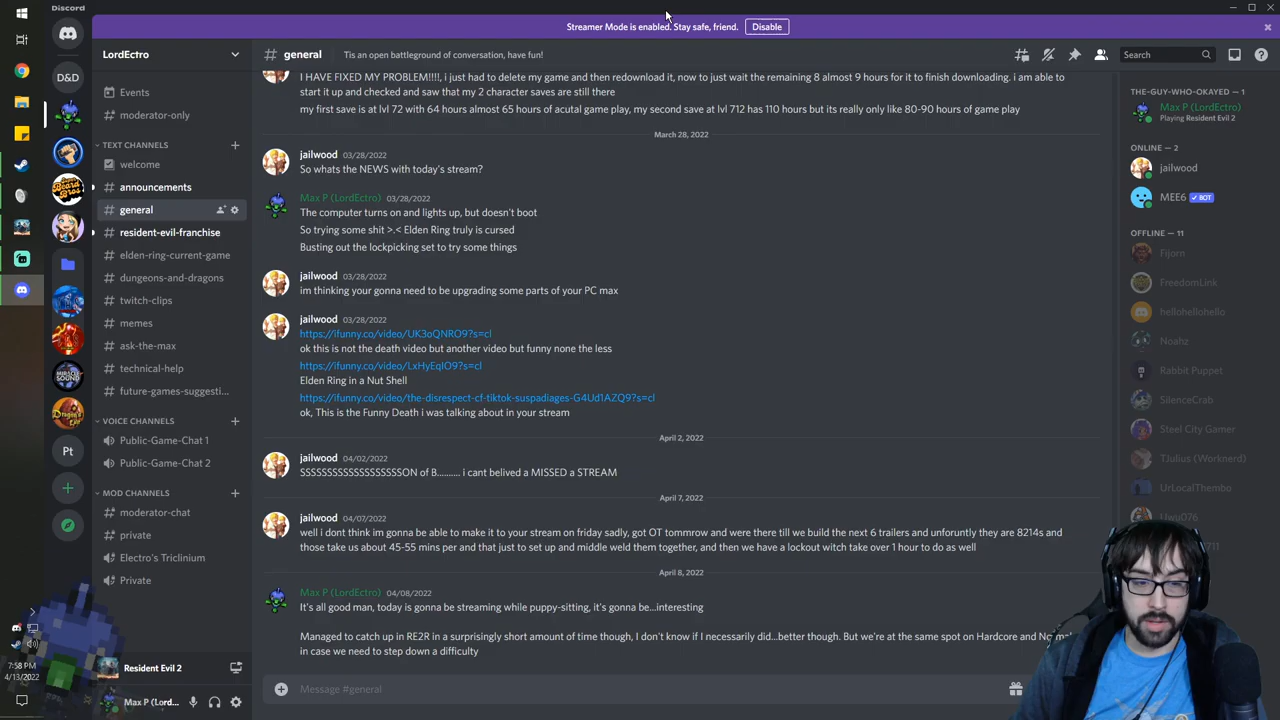 Discord
Streamer Mode is enabled. Stay safe, friend.
Disable
D&D
Pt
LordEctro
Events
moderator-only
TEXT CHANNELS
welcome
announcements
general
resident-evil-franchise
elden-ring-current-game
dungeons-and-dragons
twitch-clips
memes
ask-the-max
technical-help
future-games-suggesti...
VOICE CHANNELS
Public-Game-Chat 1
Public-Game-Chat 2
MOD CHANNELS
moderator-chat
private
Electro's Triclinium
Private
Resident Evil 2
Max P (Lord...
7:58 PM
4/13/2022
general
Tis an open battleground of conversation, have fun!
Search
I HAVE FIXED MY PROBLEM!!!!, i just had to delete my game and then redownload it, now to just wait the remaining 8 almost 9 hours for it to finish downloading. i am able to
start it up and checked and saw that my 2 character saves are still there
my first save is at lvl 72 with 64 hours almost 65 hours of acutal game play, my second save at lvl 712 has 110 hours but its really only like 80-90 hours of game play
March 28, 2022
jailwood 03/28/2022
So whats the NEWS with today's stream?
Max P (LordEctro) 03/28/2022
The computer turns on and lights up, but doesn't boot
So trying some shit >.< Elden Ring truly is cursed
Busting out the lockpicking set to try some things
jailwood 03/28/2022
im thinking your gonna need to be upgrading some parts of your PC max
jailwood 03/28/2022
https://ifunny.co/video/UK3oQNRO9?s=cl
ok this is not the death video but another video but funny none the less
https://ifunny.co/video/LxHyEqIO9?s=cl
Elden Ring in a Nut Shell
https://ifunny.co/video/the-disrespect-cf-tiktok-suspadiages-G4Ud1AZQ9?s=cl
ok, This is the Funny Death i was talking about in your stream
April 2, 2022
jailwood 04/02/2022
SSSSSSSSSSSSSSSSSSSON of B.......... i cant belived a MISSED a STREAM
April 7, 2022
jailwood 04/07/2022
well i dont think im gonna be able to make it to your stream on friday sadly, got OT tommrow and were there till we build the next 6 trailers and unforuntly they are 8214s and
those take us about 45-55 mins per and that just to set up and middle weld them together, and then we have a lockout witch take over 1 hour to do as well
April 8, 2022
Max P (LordEctro) 04/08/2022
It's all good man, today is gonna be streaming while puppy-sitting, it's gonna be...interesting
Managed to catch up in RE2R in a surprisingly short amount of time though, I don't know if I necessarily did...better though. But we're at the same spot on Hardcore and
in case we need to step down a difficulty
Message #general
THE-GUY-WHO-OKAYED — 1
Max P (LordEctro)
Playing Resident Evil 2
ONLINE — 2
jailwood
MEE6 BOT
OFFLINE — 11
Fijorn
FreedomLink
hellohellohello
Noahz
Rabbit Puppet
SilenceCrab
Steel City Gamer
TJulius (Worknerd)
UrLocalThembo
Uwu076